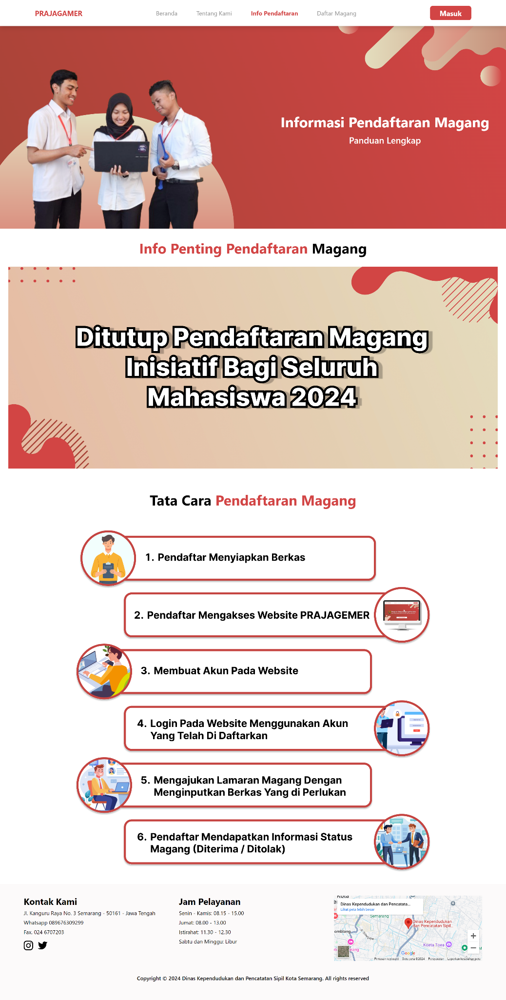 PRAJAGAMER
Beranda
Tentang Kami
Info Pendaftaran
Daftar Magang
Masuk
Informasi Pendaftaran Magang
Panduan Lengkap
Info Penting Pendaftaran Magang
Ditutup Pendaftaran Magang
Inisiatif Bagi Seluruh
Mahasiswa 2024
Tata Cara Pendaftaran Magang
1. Pendaftar Menyiapkan Berkas
2. Pendaftar Mengakses Website PRAJAGEMER
3. Membuat Akun Pada Website
4. Login Pada Website Menggunakan Akun
Yang Telah Di Daftarkan
5. Mengajukan Lamaran Magang Dengan
Menginputkan Berkas Yang di Perlukan
6. Pendaftar Mendapatkan Informasi Status
Magang (Diterima / Ditolak)
Kontak Kami
Jl. Kanguru Raya No. 3 Semarang - 50161 - Jawa Tengah
Whatsapp 089676309299
Fax. 024 6707203
Jam Pelayanan
Senin - Kamis: 08.15 - 15.00
Jumat: 08.00 - 13.00
Istirahat: 11.30 - 12.30
Sabtu dan Minggu: Libur
Dinas Kependudukan dan Pencatata...
Lihat peta lebih besar
Semarang
Dinas Kependudukan
dan Pencatatan Sipil...
omblang
Jl. Sriwijaya
Koeta Toea
Google
Pintasan keyboard
Data peta ©2024
Persyaratan
Laporkan kesalahan peta
Copyright © 2024 Dinas Kependudukan dan Pencatatan Sipil Kota Semarang. All rights reserved